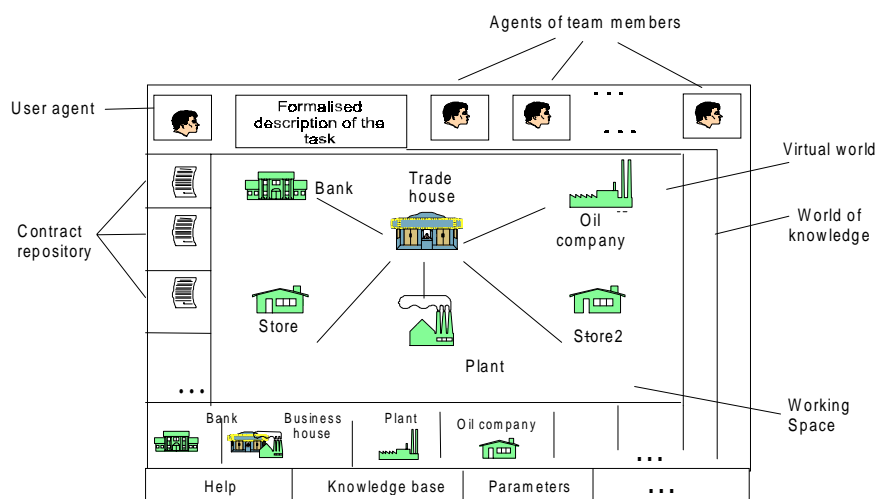 Agents of team members
User agent
Formalised
description of the
task
...
...
Virtual world
World of
knowledge
Contract
repository
Bank
Trade
house
Oil
company
Store
Plant
Store2
Working
Space
...
Bank
Business
house
Plant
Oil company
...
Help
Knowledge base
Parameters
...